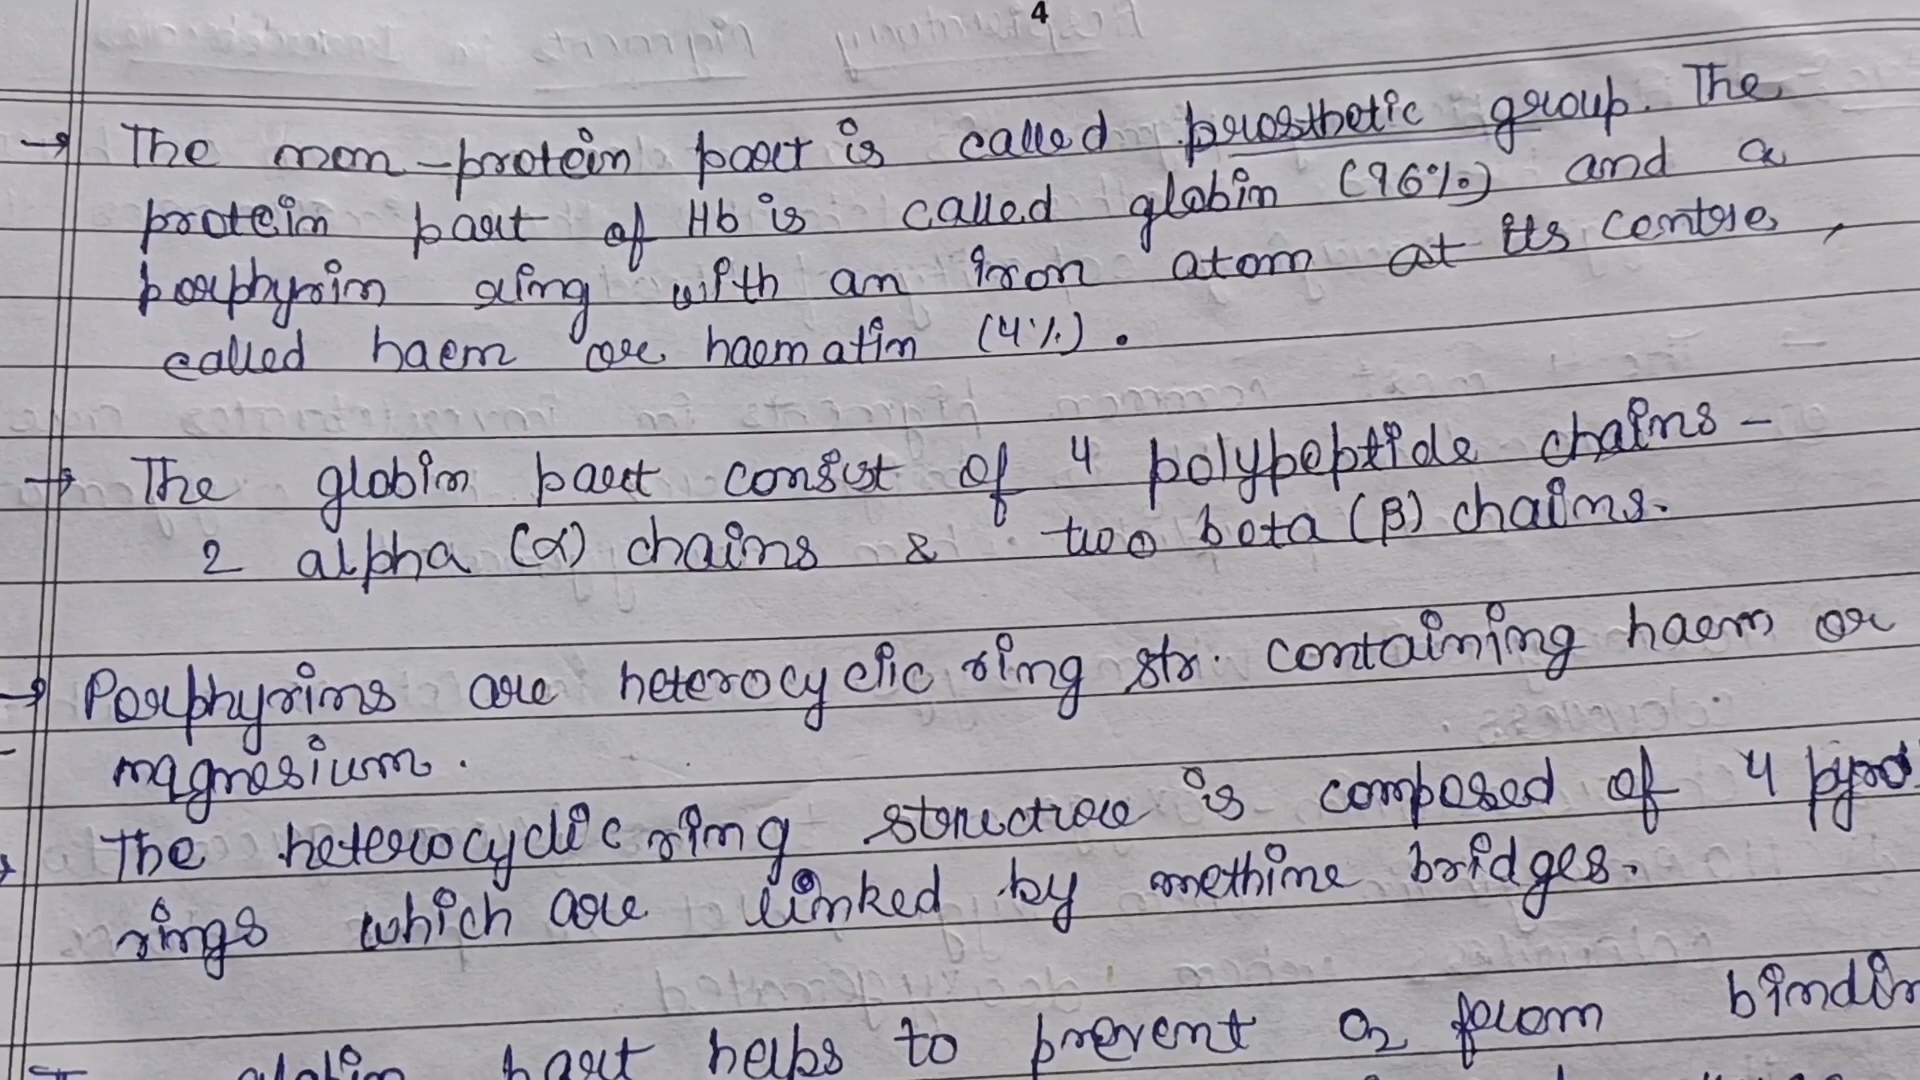 4
→ The non-protein part is called prosthetic group. The
protein part of Hb is called globin (96%) and a
porphyrin ring with an iron atom at its centre,
called haem or haematin (4%).
→ The globin part consist of 4 polypeptide chains -
2 alpha (α) chains & two beta (β) chains.
→ Porphyrins are heterocyclic ring str. containing haem or
magnesium.
→ The heterocyclic ring structure is composed of 4 pyro
rings which are linked by methine bridges.
→ globin part helps to prevent O2 from bindin